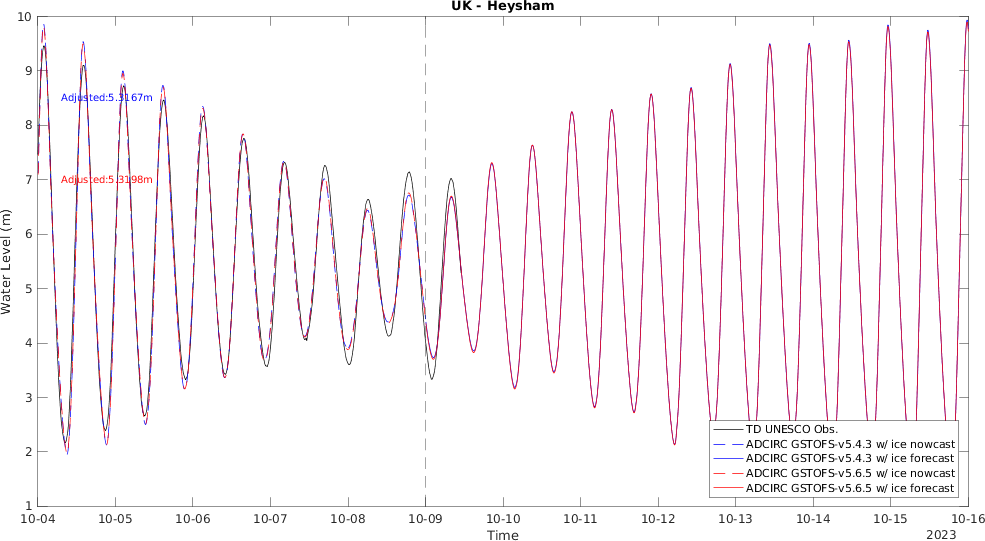 UK - Heysham
10
9
8
7
6
5
4
3
2
1
Water Level (m)
Adjusted:5.3167m
Adjusted:5.3198m
TD UNESCO Obs.
ADCIRC GSTOFS-v5.4.3 w/ ice nowcast
ADCIRC GSTOFS-v5.4.3 w/ ice forecast
ADCIRC GSTOFS-v5.6.5 w/ ice nowcast
ADCIRC GSTOFS-v5.6.5 w/ ice forecast
10-04 10-05 10-06 10-07 10-08 10-09 10-10 10-11 10-12 10-13 10-14 10-15 10-16
Time
2023